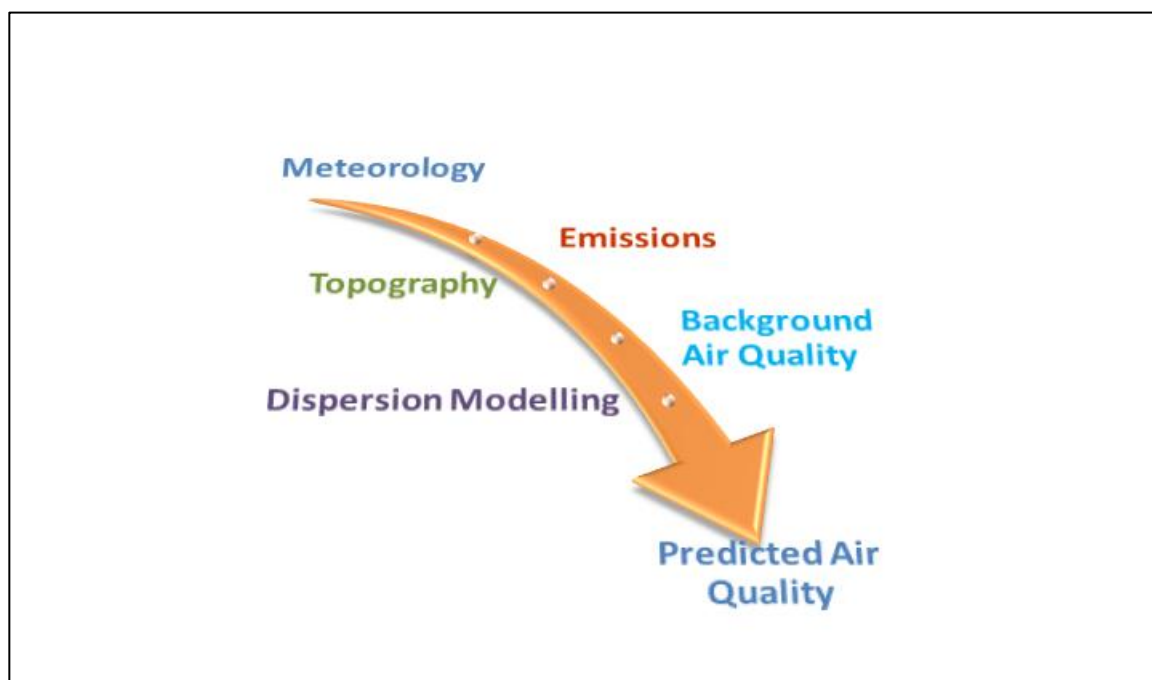 Meteorology
Emissions
Topography
Background
Air Quality
Dispersion Modelling
Predicted Air
Quality